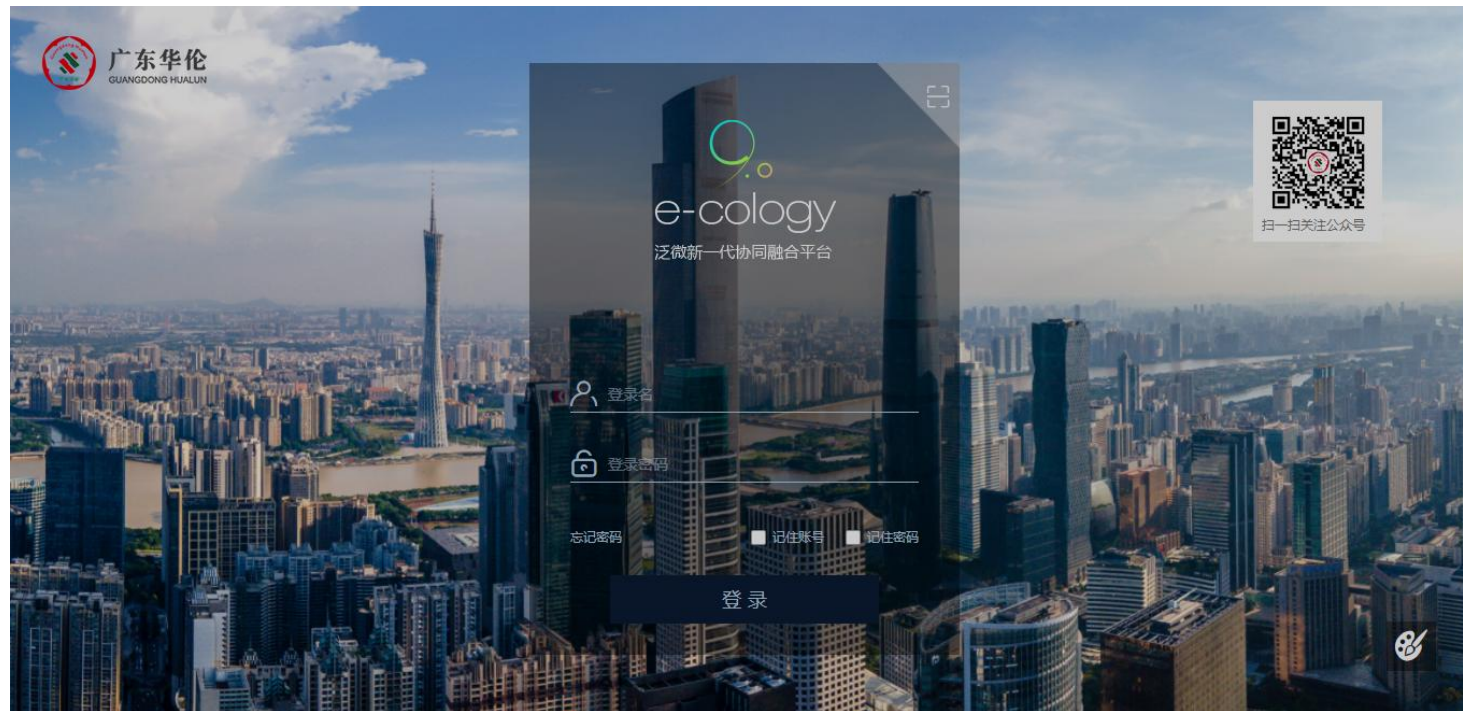 广东华伦
GUANGDONG HUALUN
e-cology
泛微新一代协同融合平台
扫一扫关注公众号
登录名
登录密码
忘记密码
记住账号
记住密码
登录